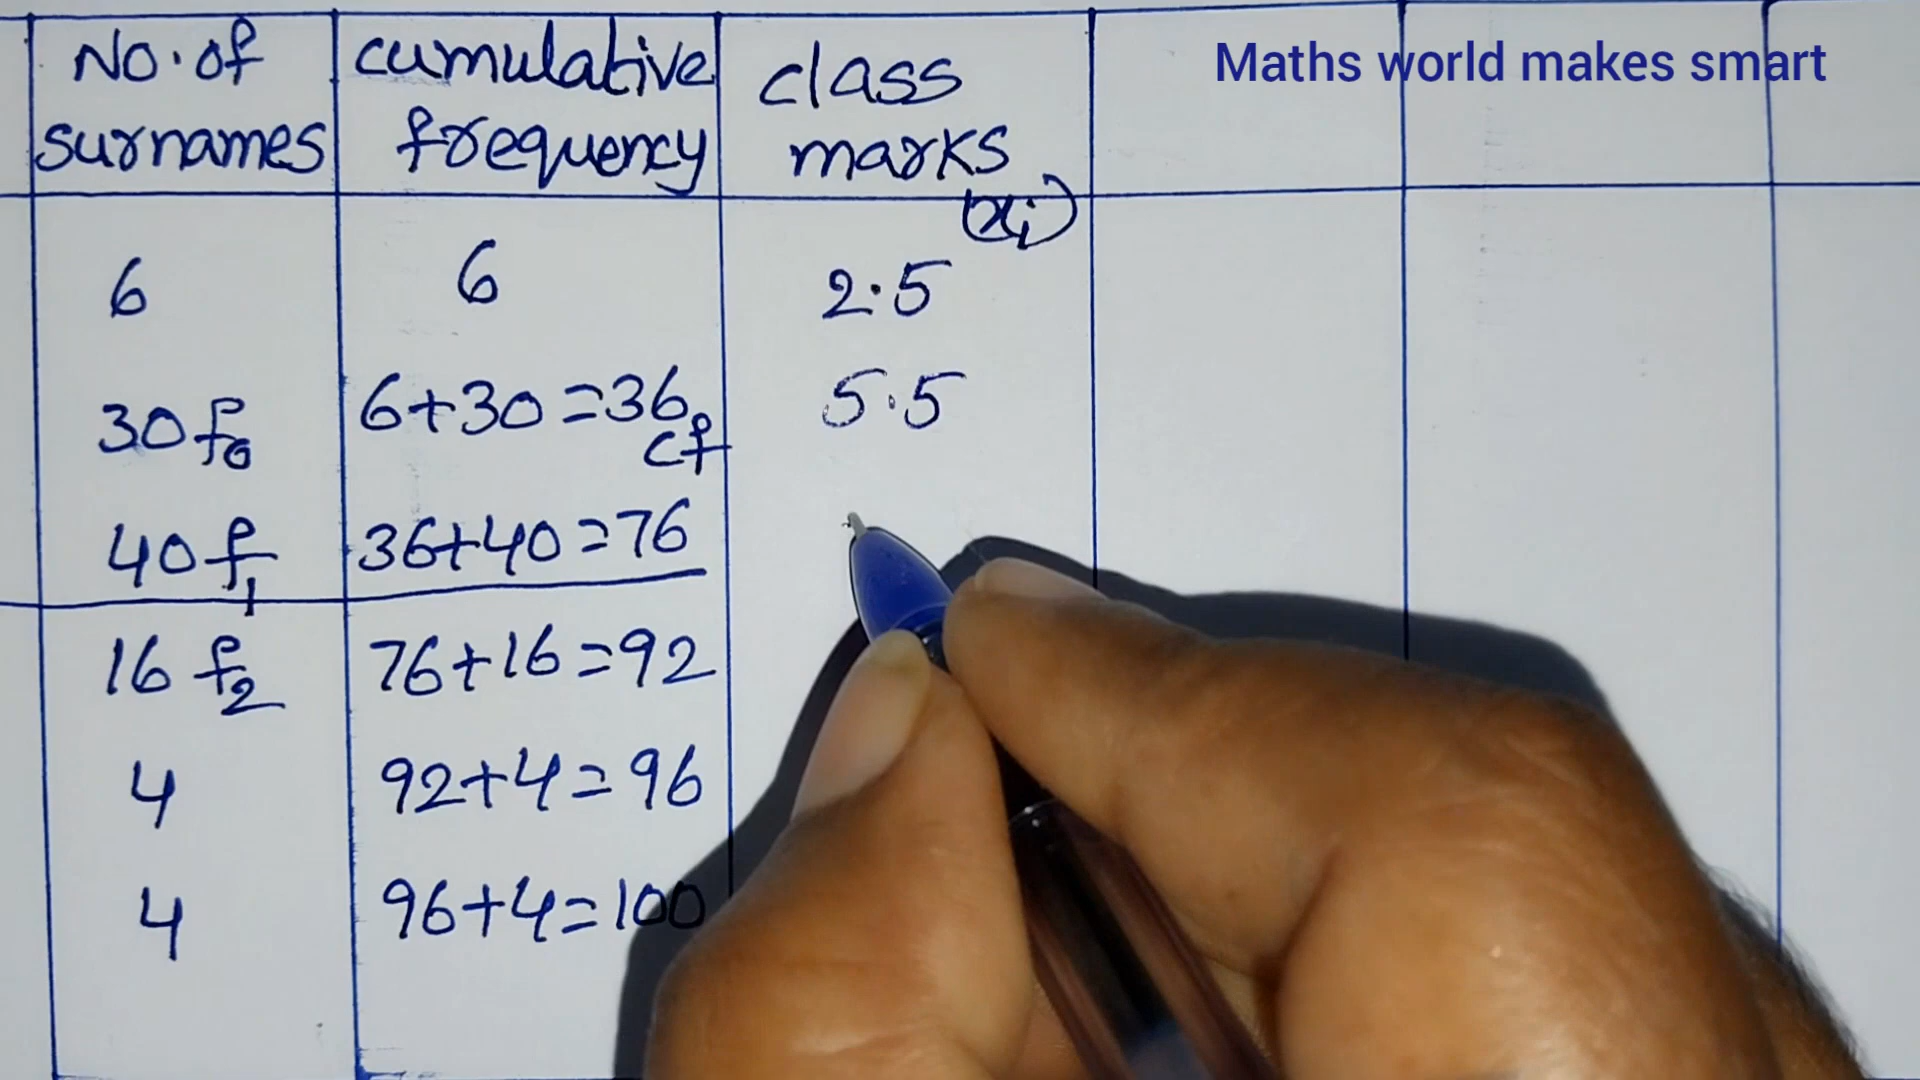 No. of surnames
cumulative frequency
class marks (xi)
Maths world makes smart
6
6
2.5
30 f0
6+30=36 cf
5.5
40 f1
36+40=76
16 f2
76+16=92
4
92+4=96
4
96+4=100